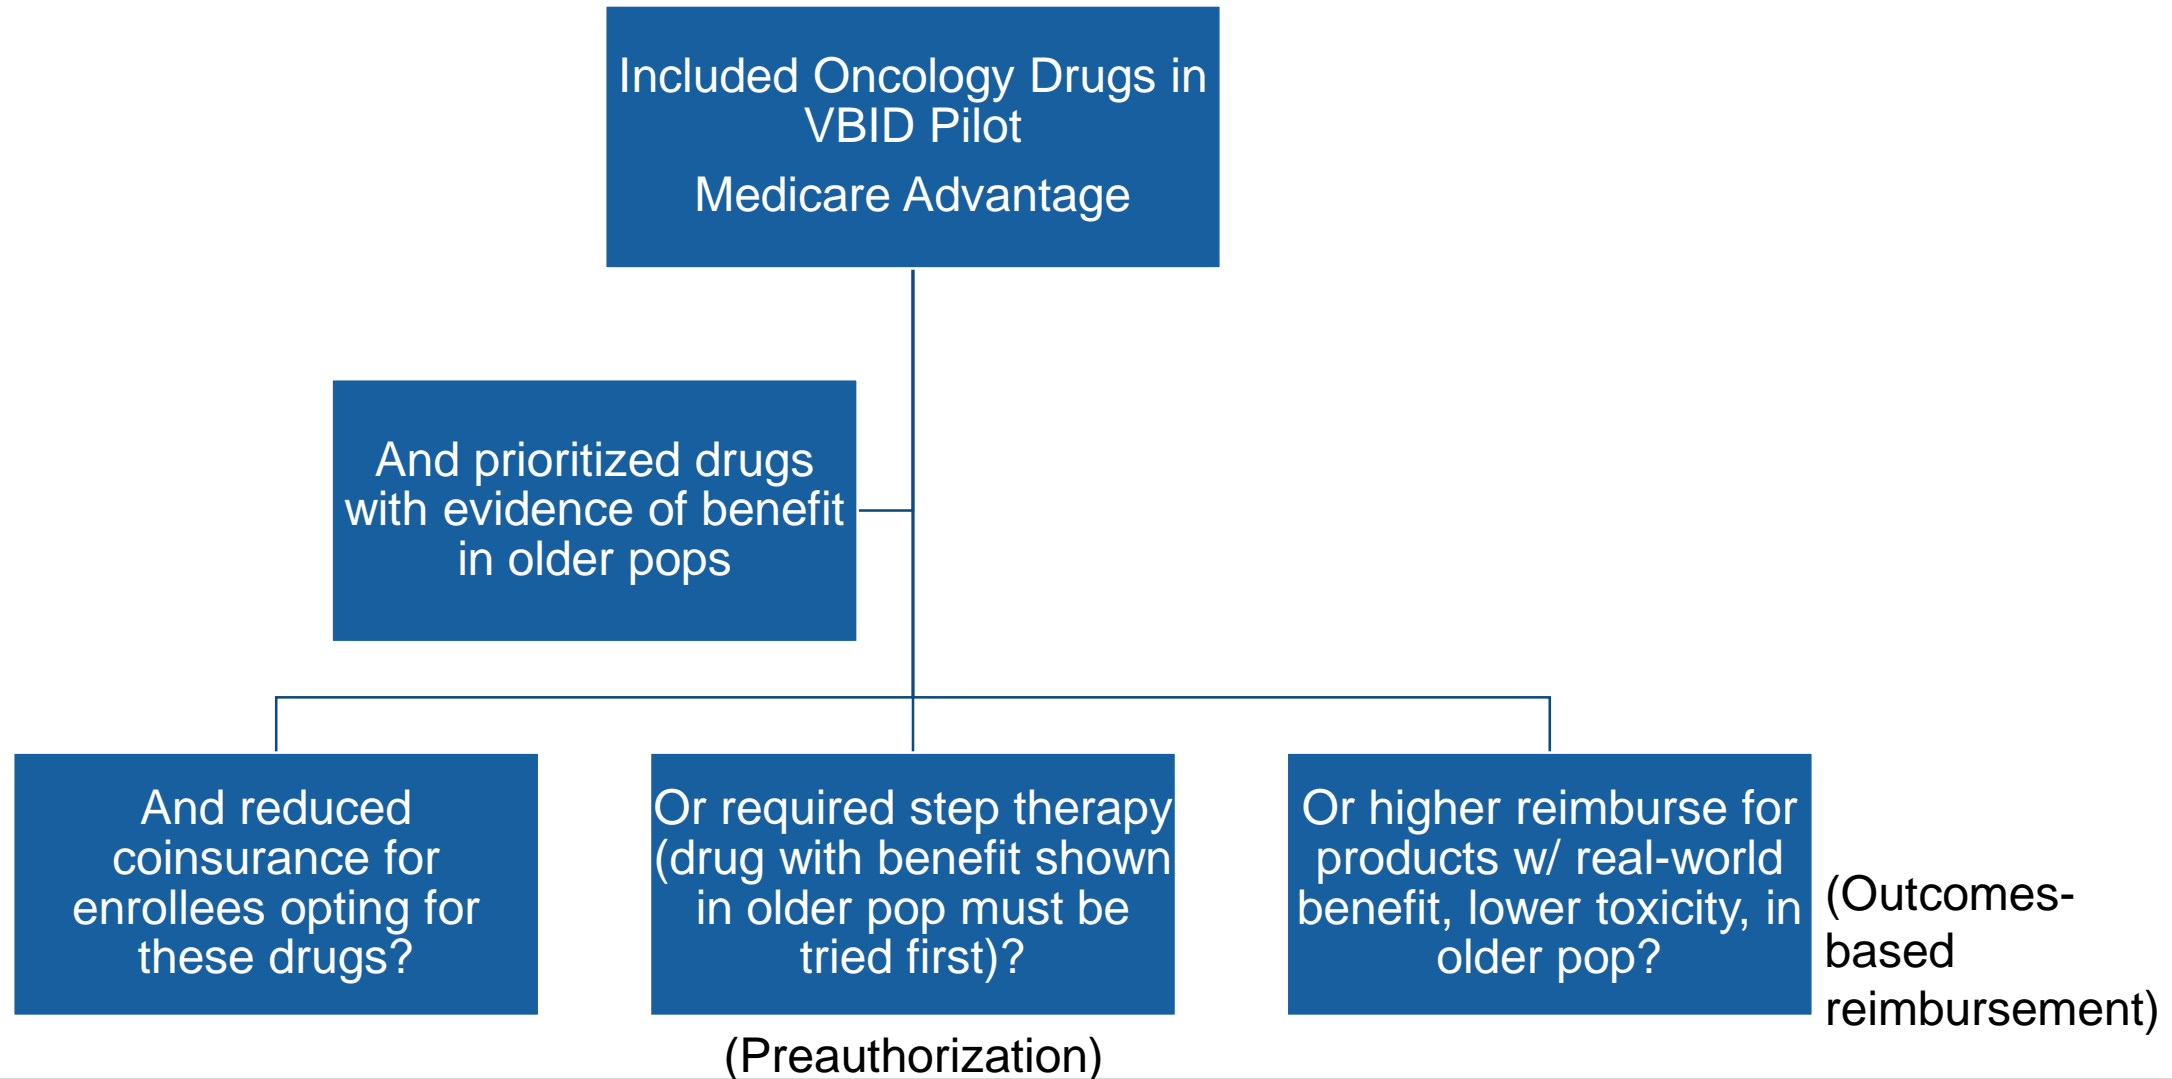 Included Oncology Drugs in
VBID Pilot
Medicare Advantage
And prioritized drugs
with evidence of benefit
in older pops
And reduced
coinsurance for
enrollees opting for
these drugs?
Or required step therapy
(drug with benefit shown
in older pop must be
tried first)?
(Preauthorization)
Or higher reimburse for
products w/ real-world
benefit, lower toxicity, in
older pop?
(Outcomes-
based
reimbursement)